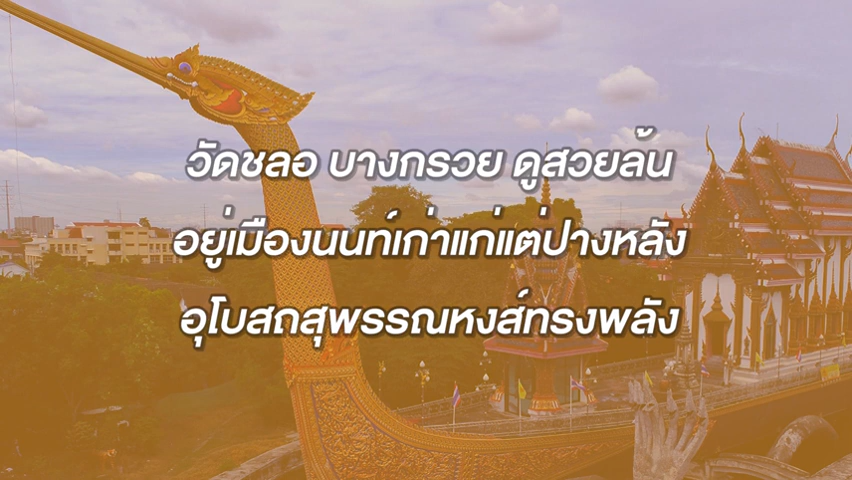 วัดชลอ บางกรวย ดูสวยล้น
อยู่เมืองนนท์เก่าแก่แต่ปางหลัง
อุโบสถสุพรรณหงส์ทรงพลัง